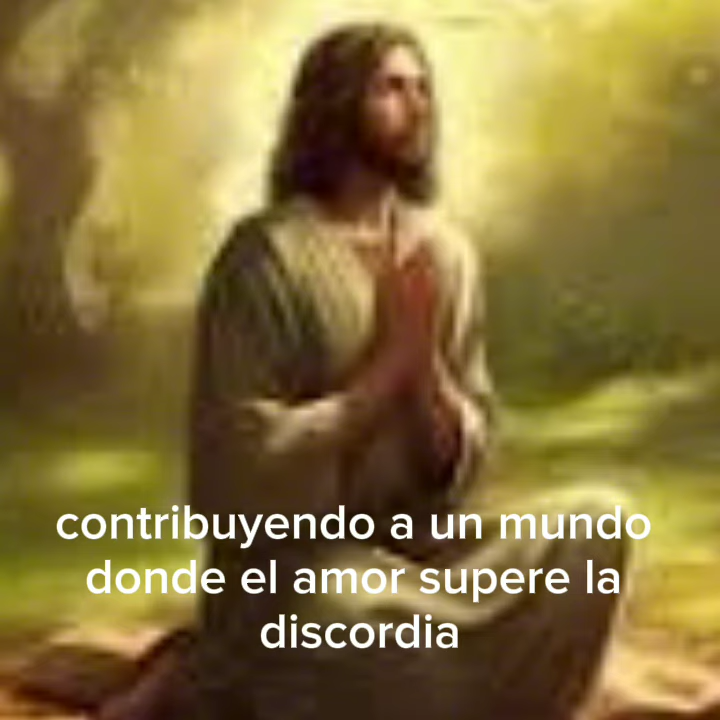 contribuyendo a un mundo
donde el amor supere la
discordia